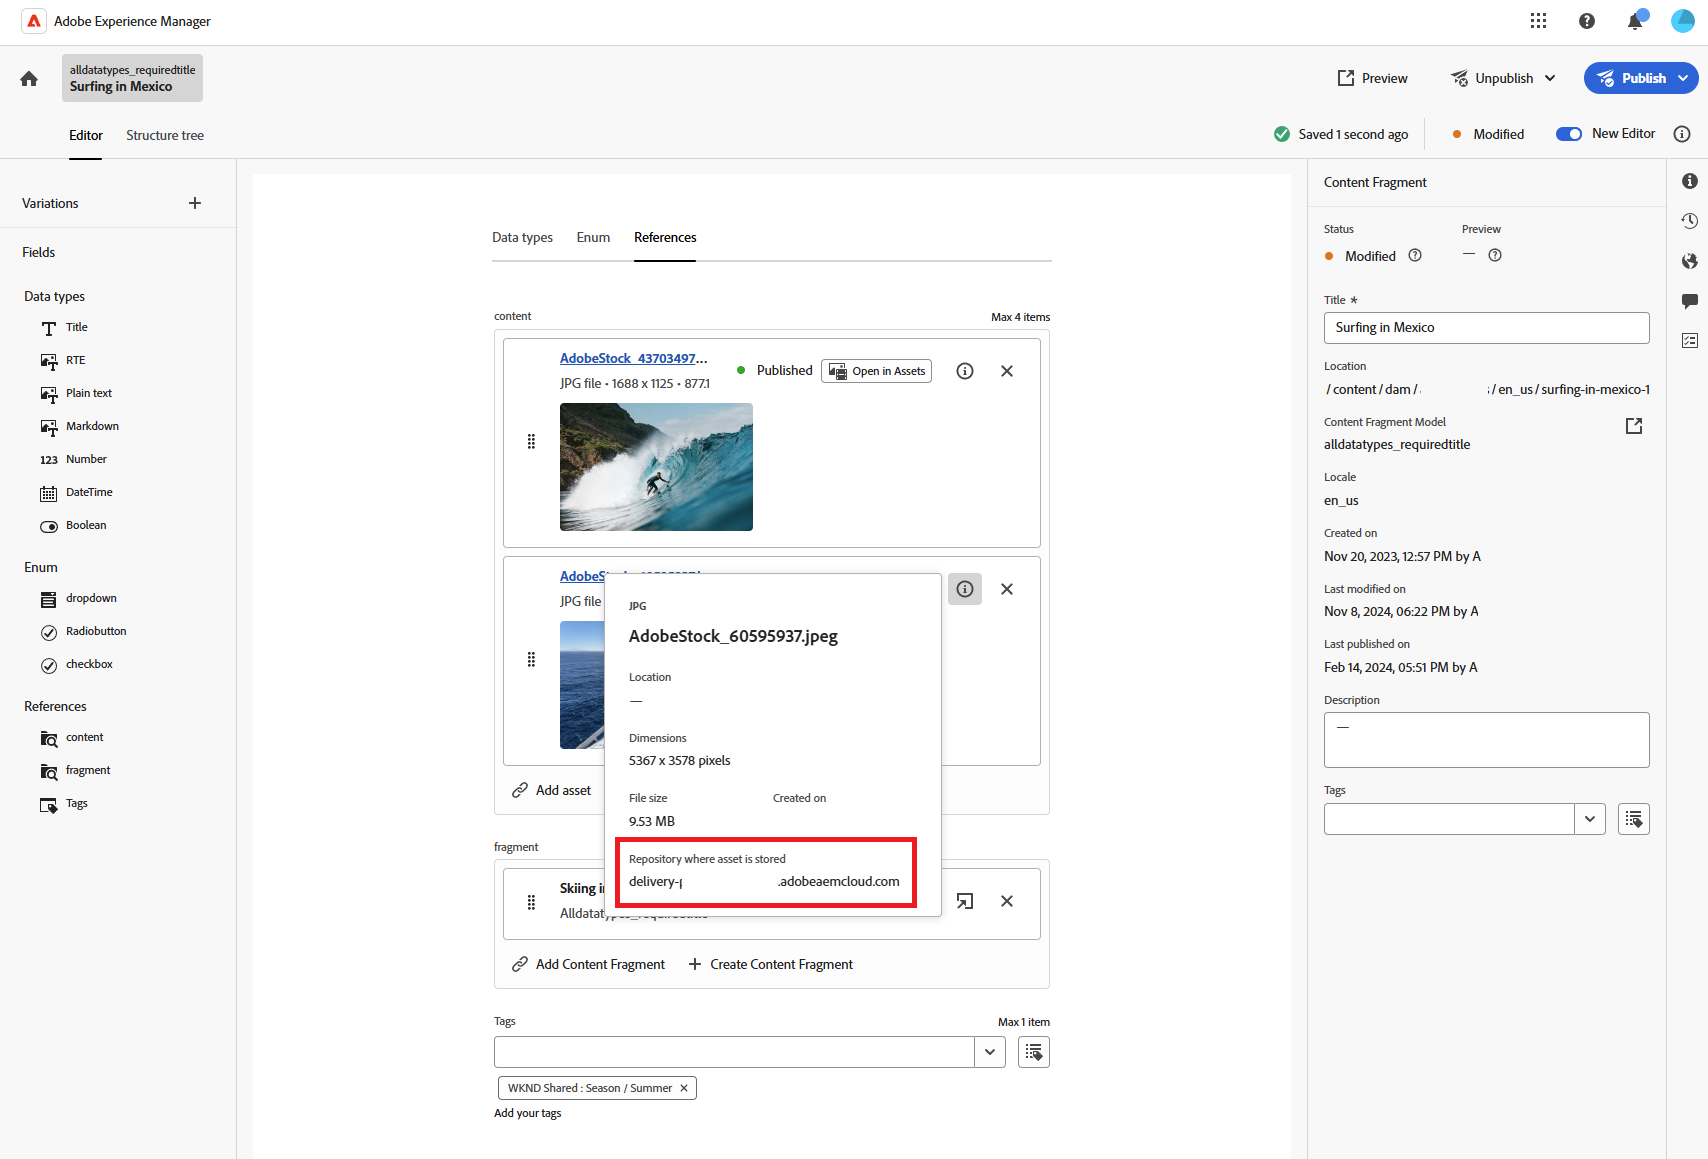 Adobe Experience Manager
alldatatypes_requiredtitle
Surfing in Mexico
Preview
Unpublish
Publish
Editor
Structure tree
Saved 1 second ago
Modified
New Editor
Variations
Fields
Data types
Title
RTE
Plain text
Markdown
123 Number
DateTime
Boolean
Enum
dropdown
Radiobutton
checkbox
References
content
fragment
Tags
Data types Enum References
content Max 4 items
AdobeStock_43703497...
JPG file • 1688 x 1125 • 877.1
Published
Open in Assets
JPG file
Add asset
JPG
AdobeStock_60595937.jpeg
Location
—
Dimensions
5367 x 3578 pixels
File size Created on
9.53 MB
Repository where asset is stored
delivery-p .adobeaemcloud.com
fragment
Skiing i
Alldatatypes_requiredtitle
Add Content Fragment
Create Content Fragment
Tags Max 1 item
WKND Shared : Season / Summer
Add your tags
Content Fragment
Status Preview
Modified —
Title *
Surfing in Mexico
Location
/ content / dam / / en_us / surfing-in-mexico-1
Content Fragment Model
alldatatypes_requiredtitle
Locale
en_us
Created on
Nov 20, 2023, 12:57 PM by A
Last modified on
Nov 8, 2024, 06:22 PM by A
Last published on
Feb 14, 2024, 05:51 PM by A
Description
—
Tags